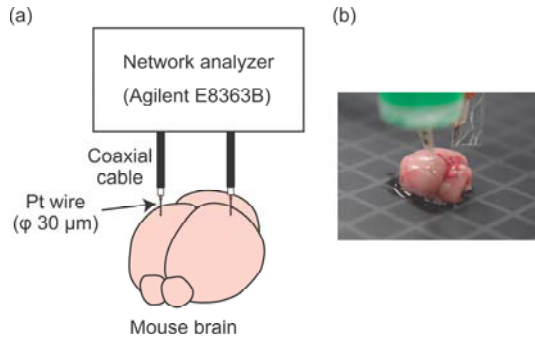 (a)
(b)
Network analyzer
(Agilent E8363B)
Coaxial
cable
Pt wire
(φ 30 μm)
Mouse brain